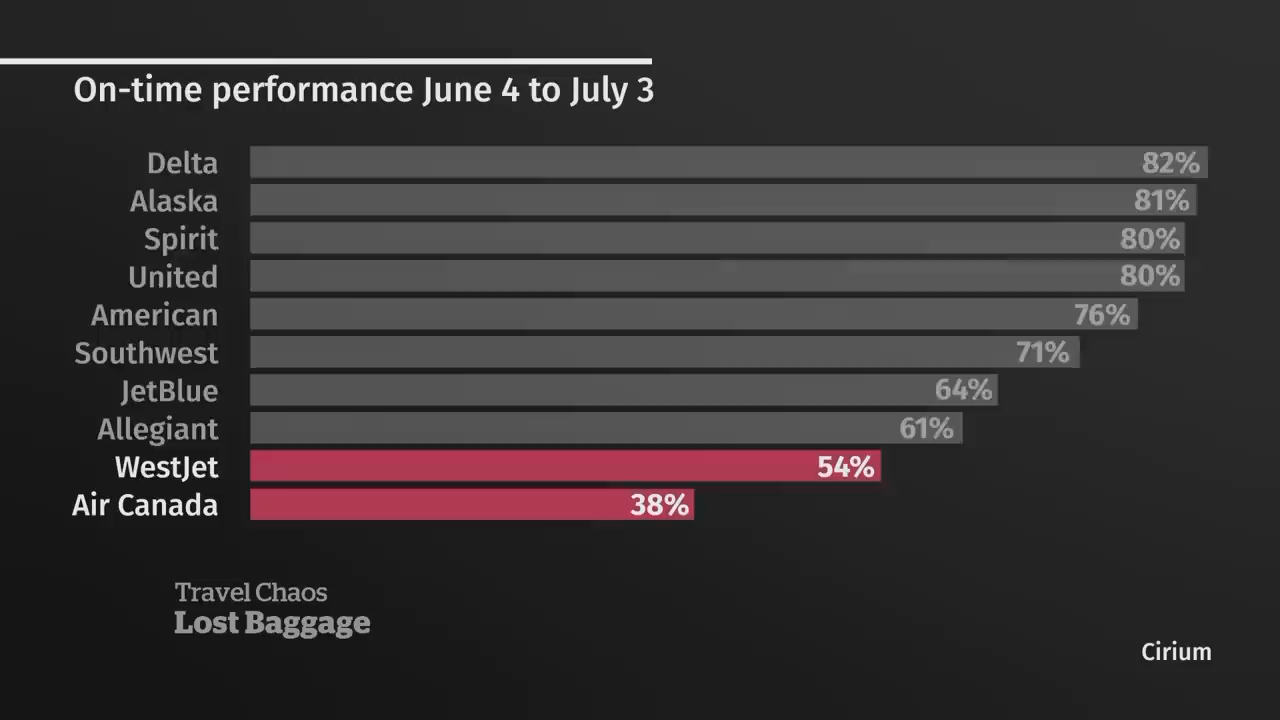 On-time performance June 4 to July 3
Delta 82%
Alaska 81%
Spirit 80%
United 80%
American 76%
Southwest 71%
JetBlue 64%
Allegiant 61%
WestJet 54%
Air Canada 38%
Travel Chaos
Lost Baggage
Cirium